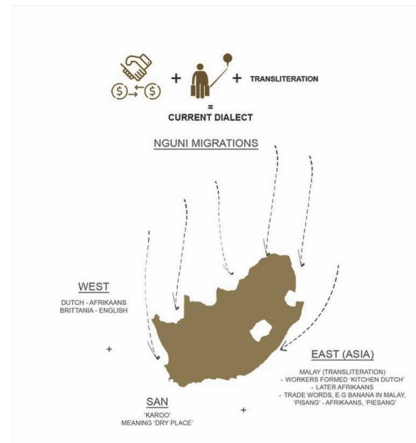 + + TRANSLITERATION
$ $
=
CURRENT DIALECT
NGUNI MIGRATIONS
WEST
DUTCH - AFRIKAANS
BRITTANIA - ENGLISH
+
EAST (ASIA)
MALAY (TRANSLITERATION)
- WORKERS FORMED 'KITCHEN DUTCH'
- LATER AFRIKAANS
- TRADE WORDS, E.G BANANA IN MALAY,
'PISANG' - AFRIKAANS, 'PIESANG'
SAN
'KAROO'
MEANING 'DRY PLACE'
+